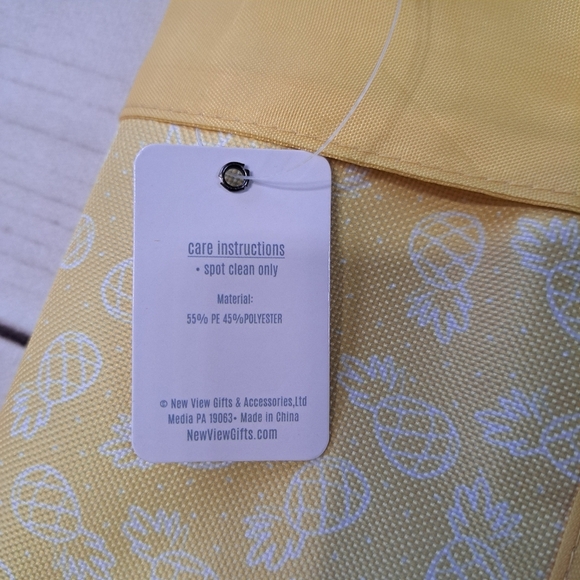 care instructions
• spot clean only
Material:
55% PE 45%POLYESTER
© New View Gifts & Accessories,Ltd
Media PA 19063• Made in China
NewViewGifts.com